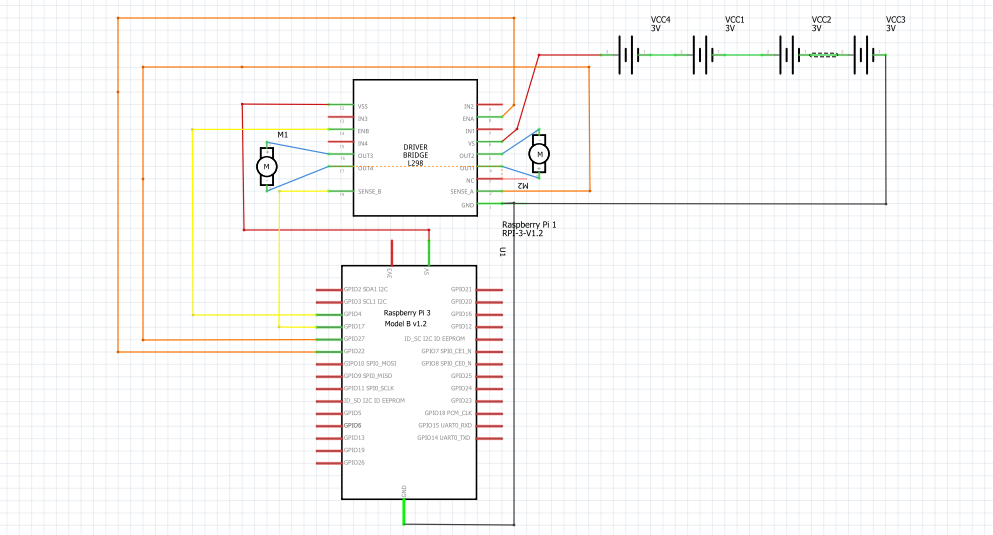 VCC4
3V
VCC1
3V
VCC2
3V
VCC3
3V
VSS
IN3
ENB
IN4
OUT3
OUT4
SENSE_B
DRIVER
BRIDGE
L298
IN2
ENA
IN1
VS
OUT2
OUT1
NC
SENSE_A
GND
M1
M
M
M2
Raspberry Pi 1
RPI-3-V1.2
U1
3V3
5V
Raspberry Pi 3
Model B v1.2
GPIO2 SDA1 I2C
GPIO3 SCL1 I2C
GPIO4
GPIO17
GPIO27
GPIO22
GIPO10 SPI0_MOSI
GPIO9 SPI0_MISO
GPIO11 SPI0_SCLK
ID_SD I2C ID EEPROM
GPIO5
GPIO6
GPIO13
GPIO19
GPIO26
GPIO21
GPIO20
GPIO16
GPIO12
ID_SC I2C ID EEPROM
GPIO7 SPI0_CE1_N
GPIO8 SPI0_CE0_N
GPIO25
GPIO24
GPIO23
GPIO18 PCM_CLK
GPIO15 UART0_RXD
GPIO14 UART0_TXD
GND